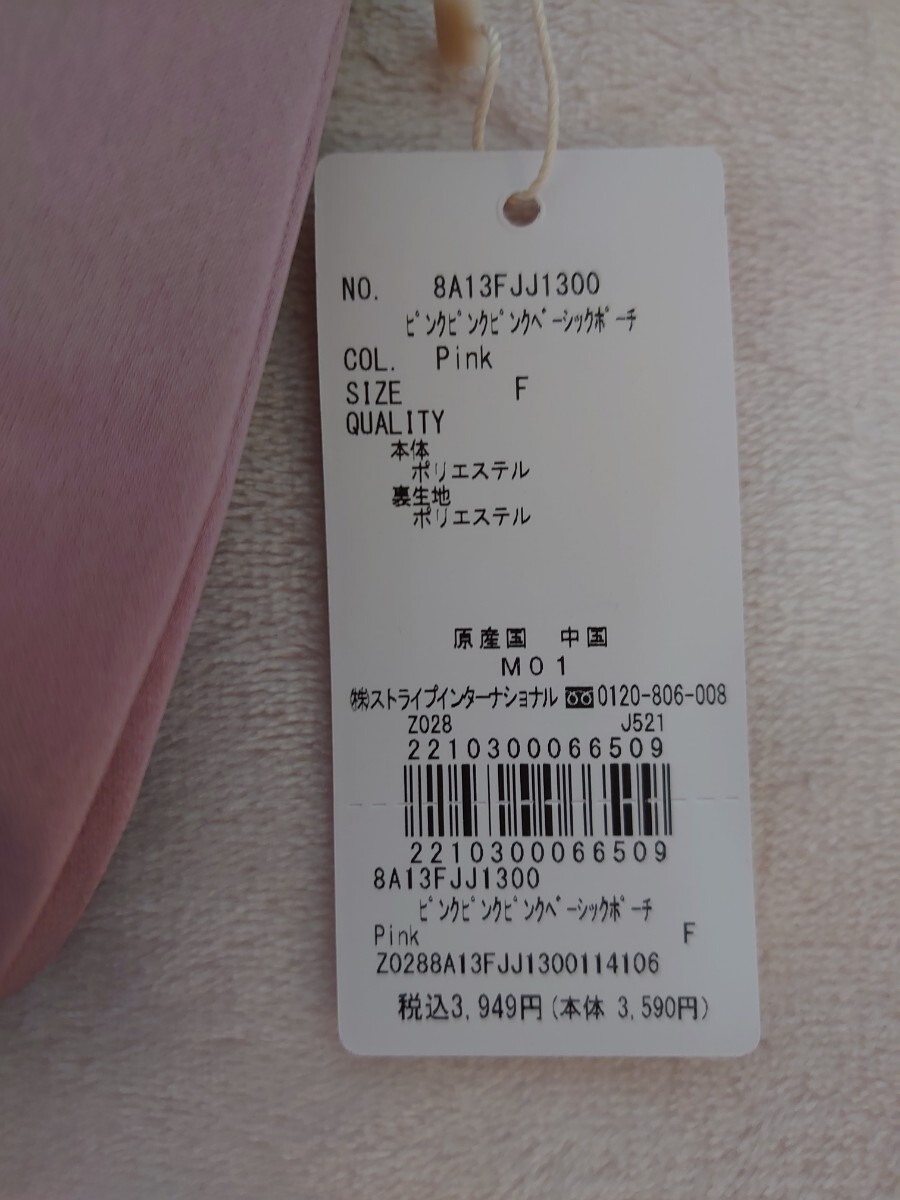 NO. 8A13FJJ1300
ﾋﾟﾝｸﾋﾟﾝｸﾋﾟﾝｸﾍﾞｰｼｯｸﾎﾟｰﾁ
COL. Pink
SIZE F
QUALITY
本体
ポリエステル
裏生地
ポリエステル
原産国 中国
M01
㈱ストライプインターナショナル 0120-806-008
Z028 J521
2210300066509
2210300066509
8A13FJJ1300
ﾋﾟﾝｸﾋﾟﾝｸﾋﾟﾝｸﾍﾞｰｼｯｸﾎﾟｰﾁ
Pink F
Z0288A13FJJ1300114106
税込3,949円(本体 3,590円)